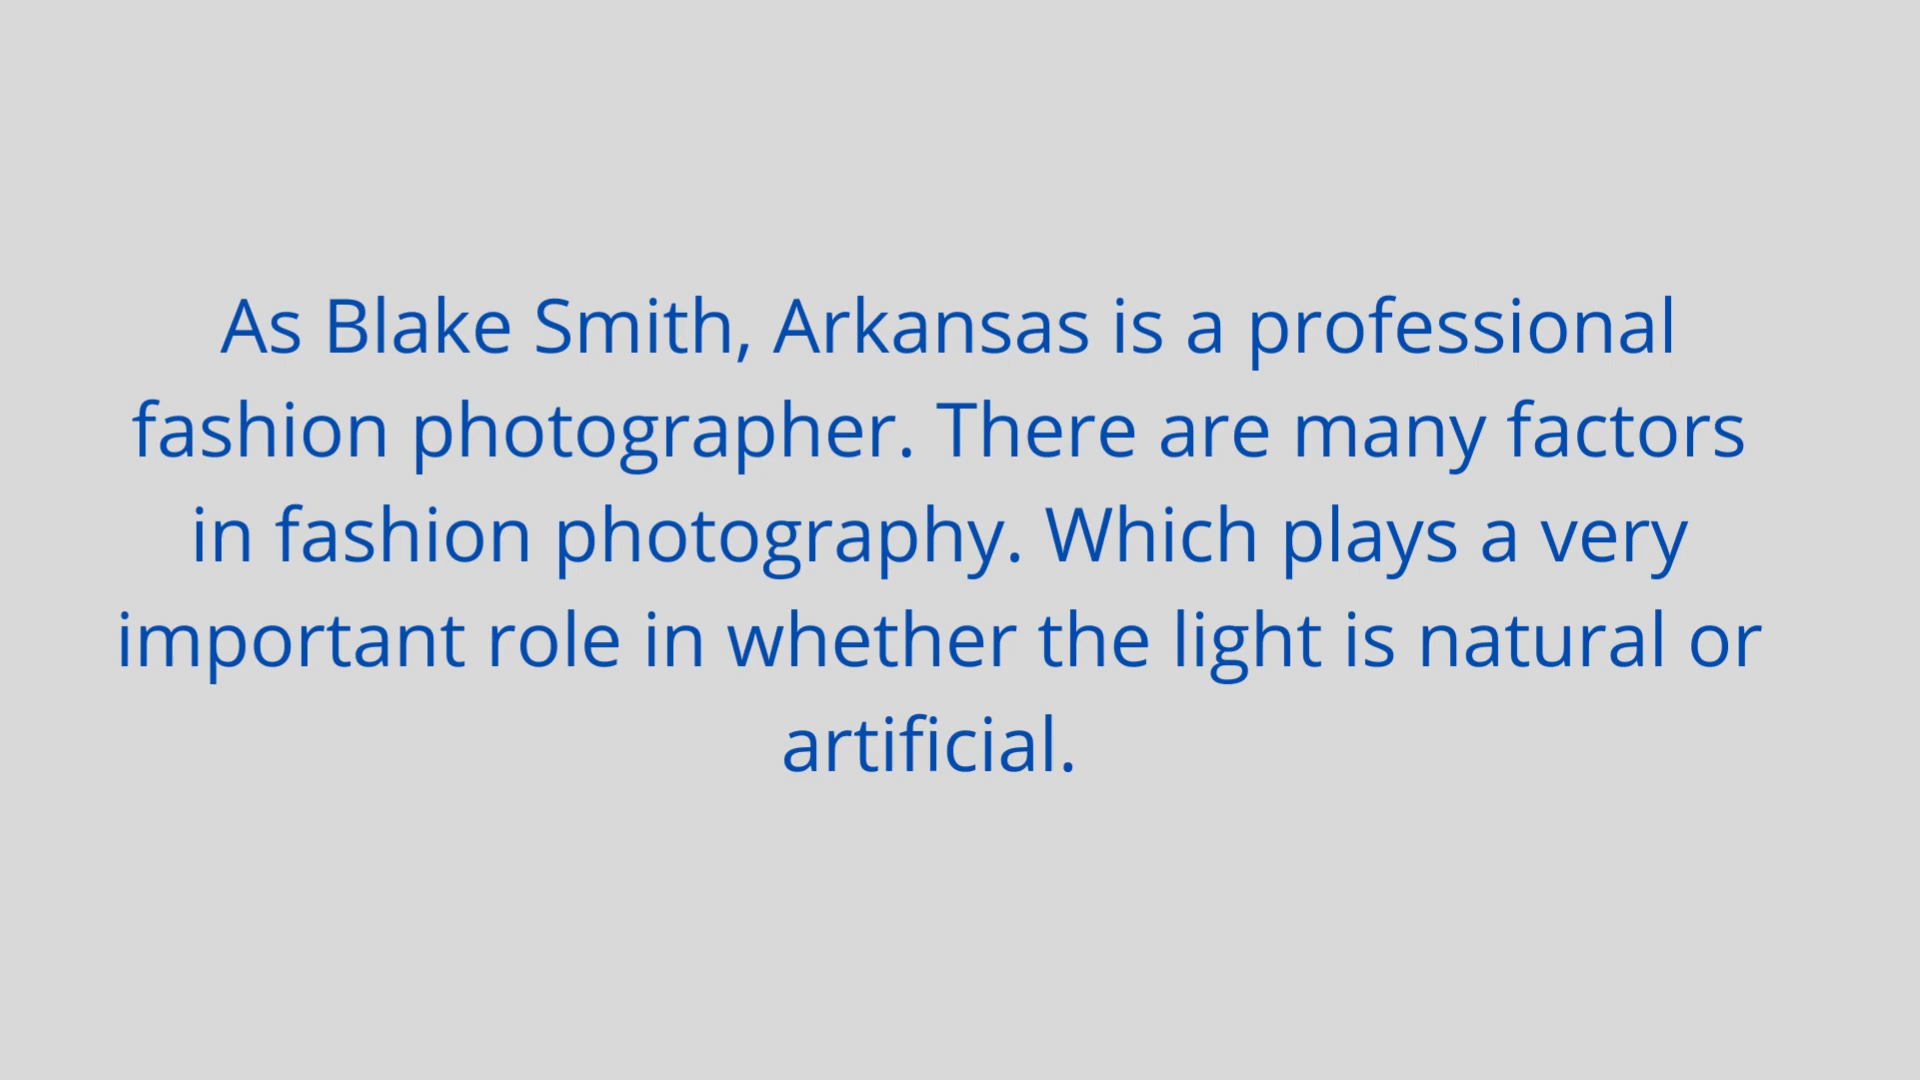 As Blake Smith, Arkansas is a professional
fashion photographer. There are many factors
in fashion photography. Which plays a very
important role in whether the light is natural or
artificial.